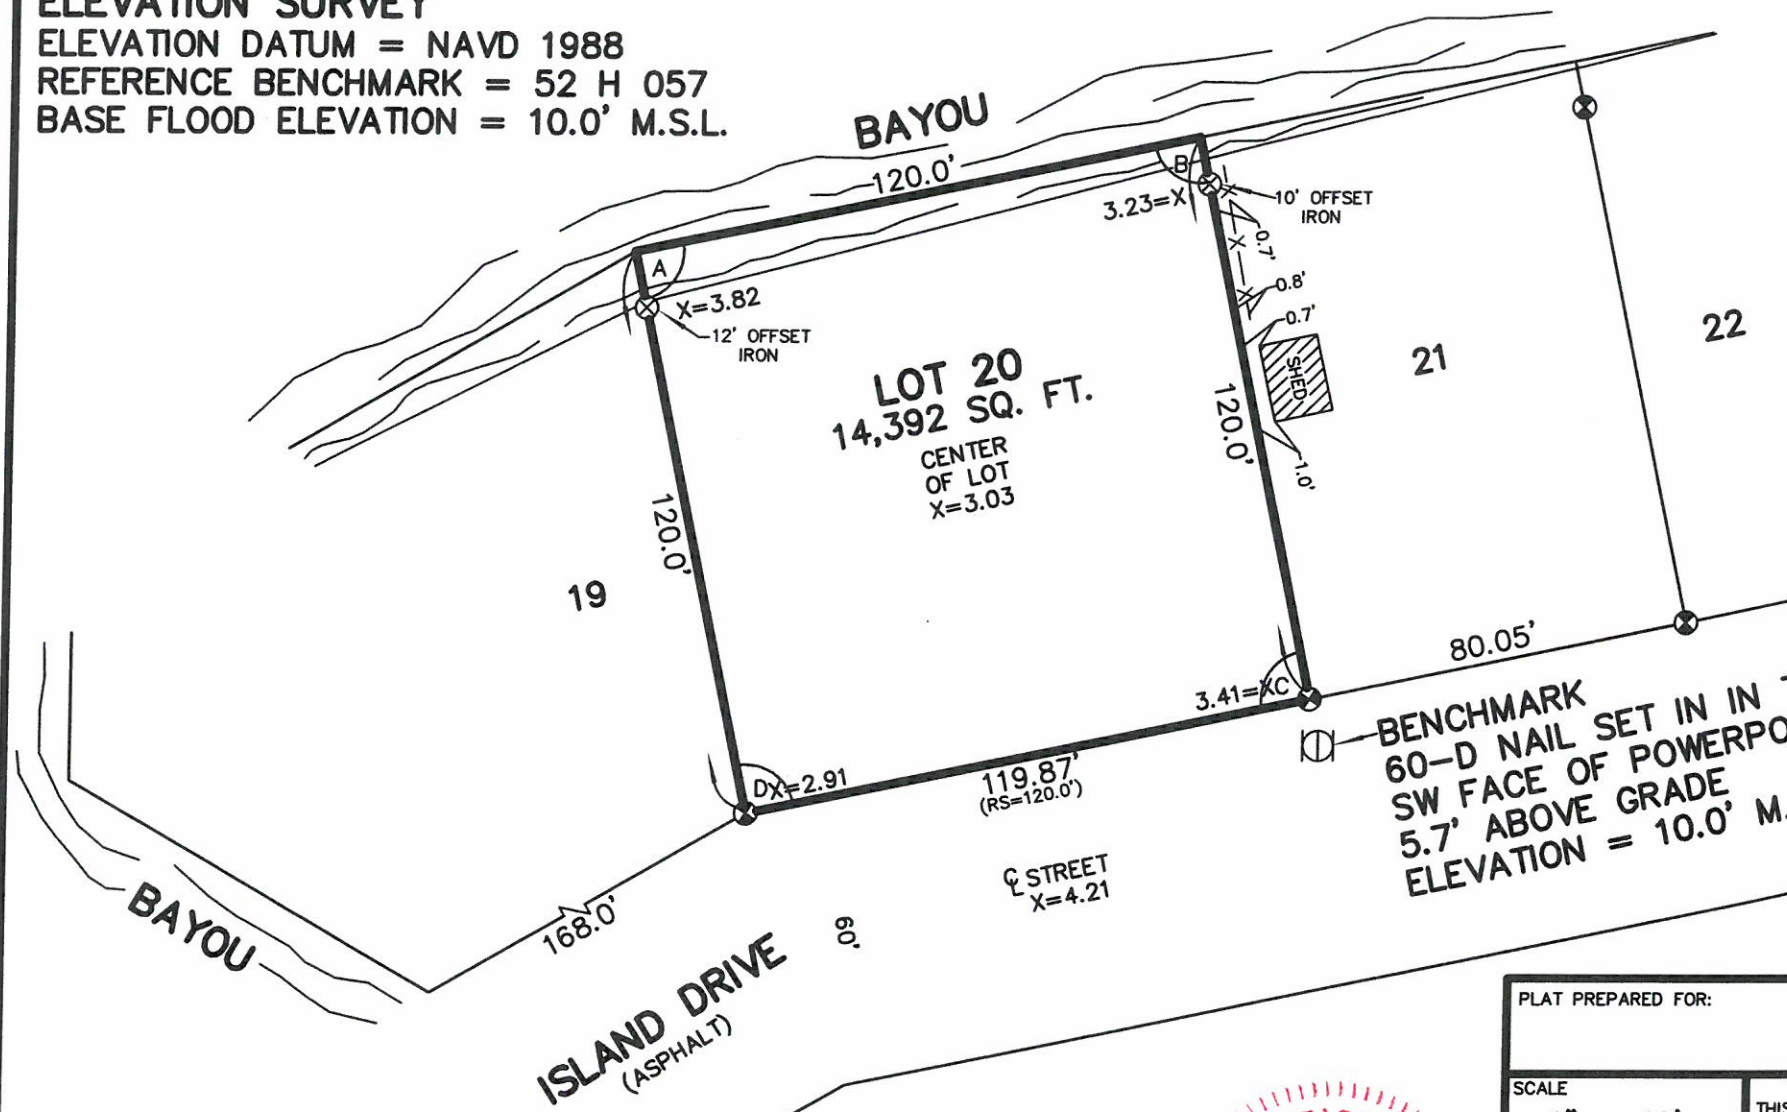 ELEVATION SURVEY
ELEVATION DATUM = NAVD 1988
REFERENCE BENCHMARK = 52 H 057
BASE FLOOD ELEVATION = 10.0' M.S.L.
BAYOU
120.0'
B
3.23=X
10' OFFSET
IRON
X
X
X
0.7'
0.8'
0.7'
SHED
1.0'
A
X=3.82
12' OFFSET
IRON
LOT 20
14,392 SQ. FT.
CENTER
OF LOT
X=3.03
120.0'
120.0'
19
21
22
80.05'
3.41=XC
DX=2.91
119.87'
(RS=120.0')
BENCHMARK
60-D NAIL SET IN IN
SW FACE OF
5.7' ABOVE GRADE
ELEVATION = 10.0'
℄ STREET
X=4.21
168.0'
60'
BAYOU
ISLAND DRIVE
(ASPHALT)
PLAT PREPARED FOR:
SCALE